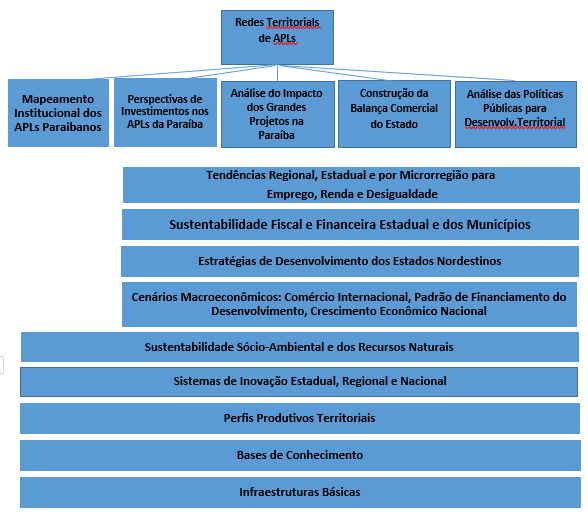 Redes Territorials
de APLs
Mapeamento
Institucional dos
APLs Paraibanos
Perspectivas de
Investimentos nos
APLs da Paraíba
Análise do Impacto
dos Grandes
Projetos na
Paraíba
Construção da
Balança Comercial
do Estado
Análise das Políticas
Públicas para
Desenvolv.Territorial
Tendências Regional, Estadual e por Microrregião para
Emprego, Renda e Desigualdade
Sustentabilidade Fiscal e Financeira Estadual e dos Municípios
Estratégias de Desenvolvimento dos Estados Nordestinos
Cenários Macroeconômicos: Comércio Internacional, Padrão de Financiamento do
Desenvolvimento, Crescimento Econômico Nacional
Sustentabilidade Sócio-Ambiental e dos Recursos Naturais
Sistemas de Inovação Estadual, Regional e Nacional
Perfis Produtivos Territoriais
Bases de Conhecimento
Infraestruturas Básicas